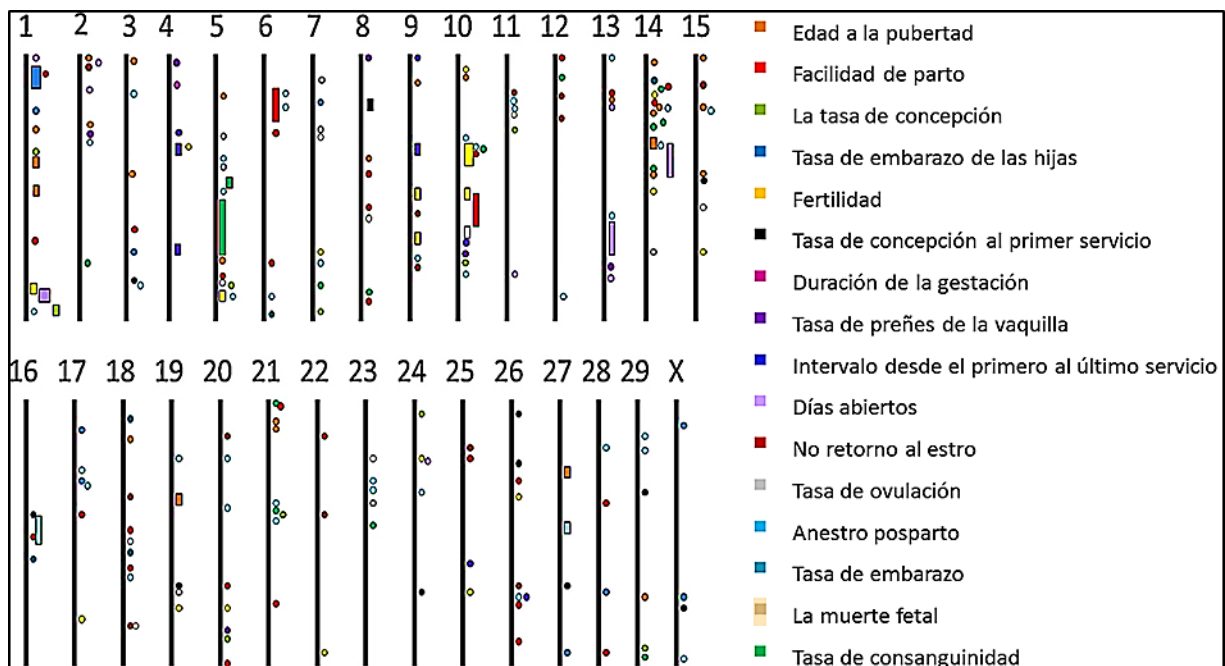 1 2 3 4 5 6 7 8 9 10 11 12 13 14 15
16 17 18 19 20 21 22 23 24 25 26 27 28 29 X
Edad a la pubertad
Facilidad de parto
La tasa de concepción
Tasa de embarazo de las hijas
Fertilidad
Tasa de concepción al primer servicio
Duración de la gestación
Tasa de preñes de la vaquilla
Intervalo desde el primero al último servicio
Días abiertos
No retorno al estro
Tasa de ovulación
Anestro posparto
Tasa de embarazo
La muerte fetal
Tasa de consanguinidad